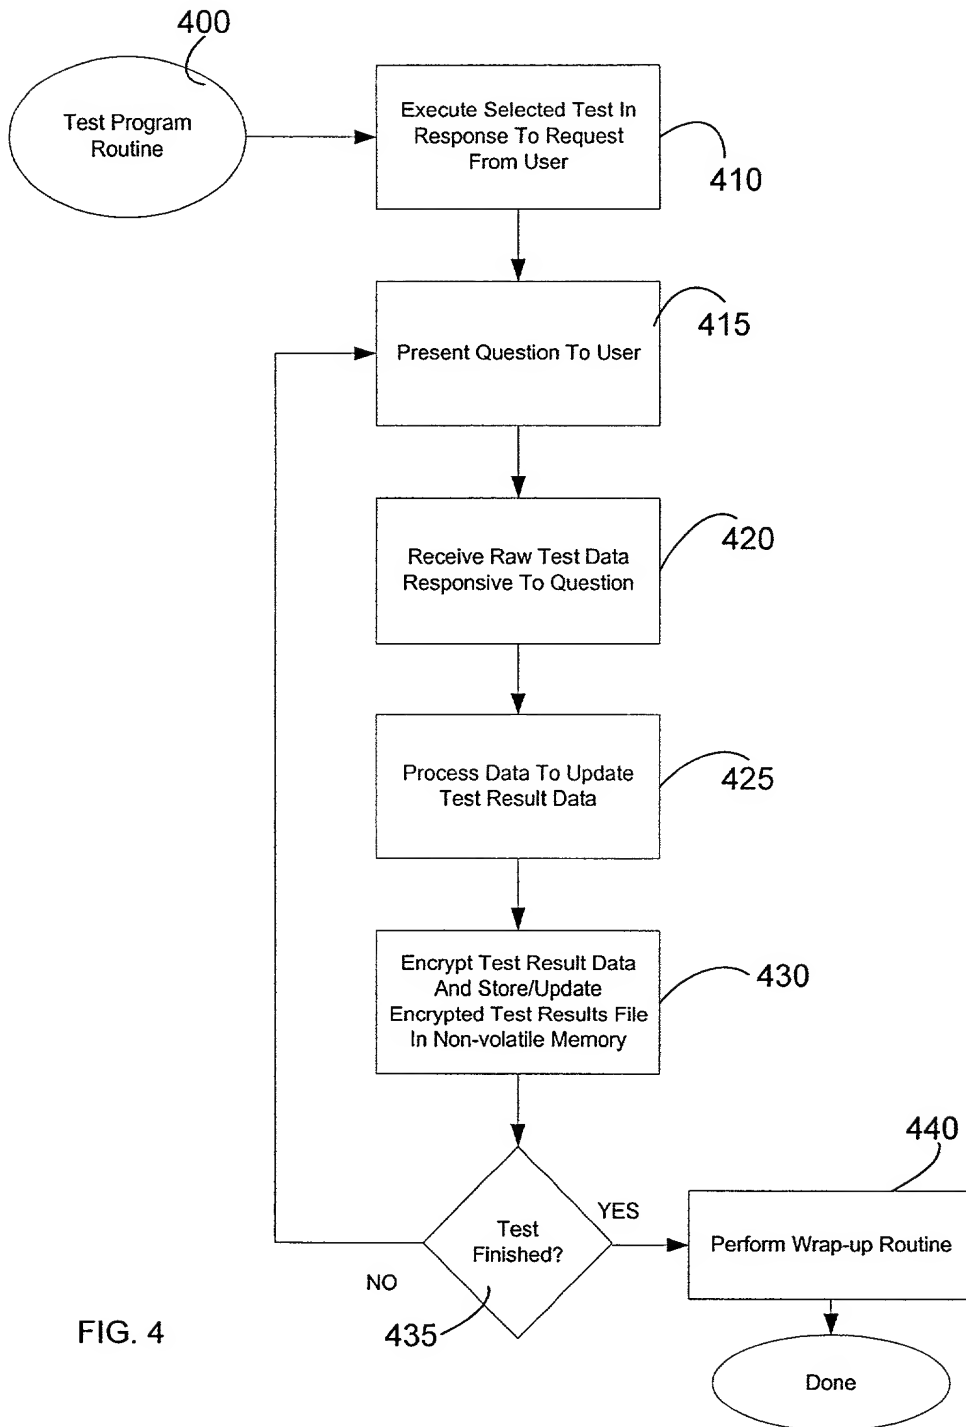 400
Test Program
Routine
Execute Selected Test In
Response To Request
From User
410
415
Present Question To User
420
Receive Raw Test Data
Responsive To Question
Process Data To Update
Test Result Data
425
Encrypt Test Result Data
And Store/Update
Encrypted Test Results File
In Non-volatile Memory
430
440
YES
Test
Finished?
Perform Wrap-up Routine
NO
435
FIG. 4
Done